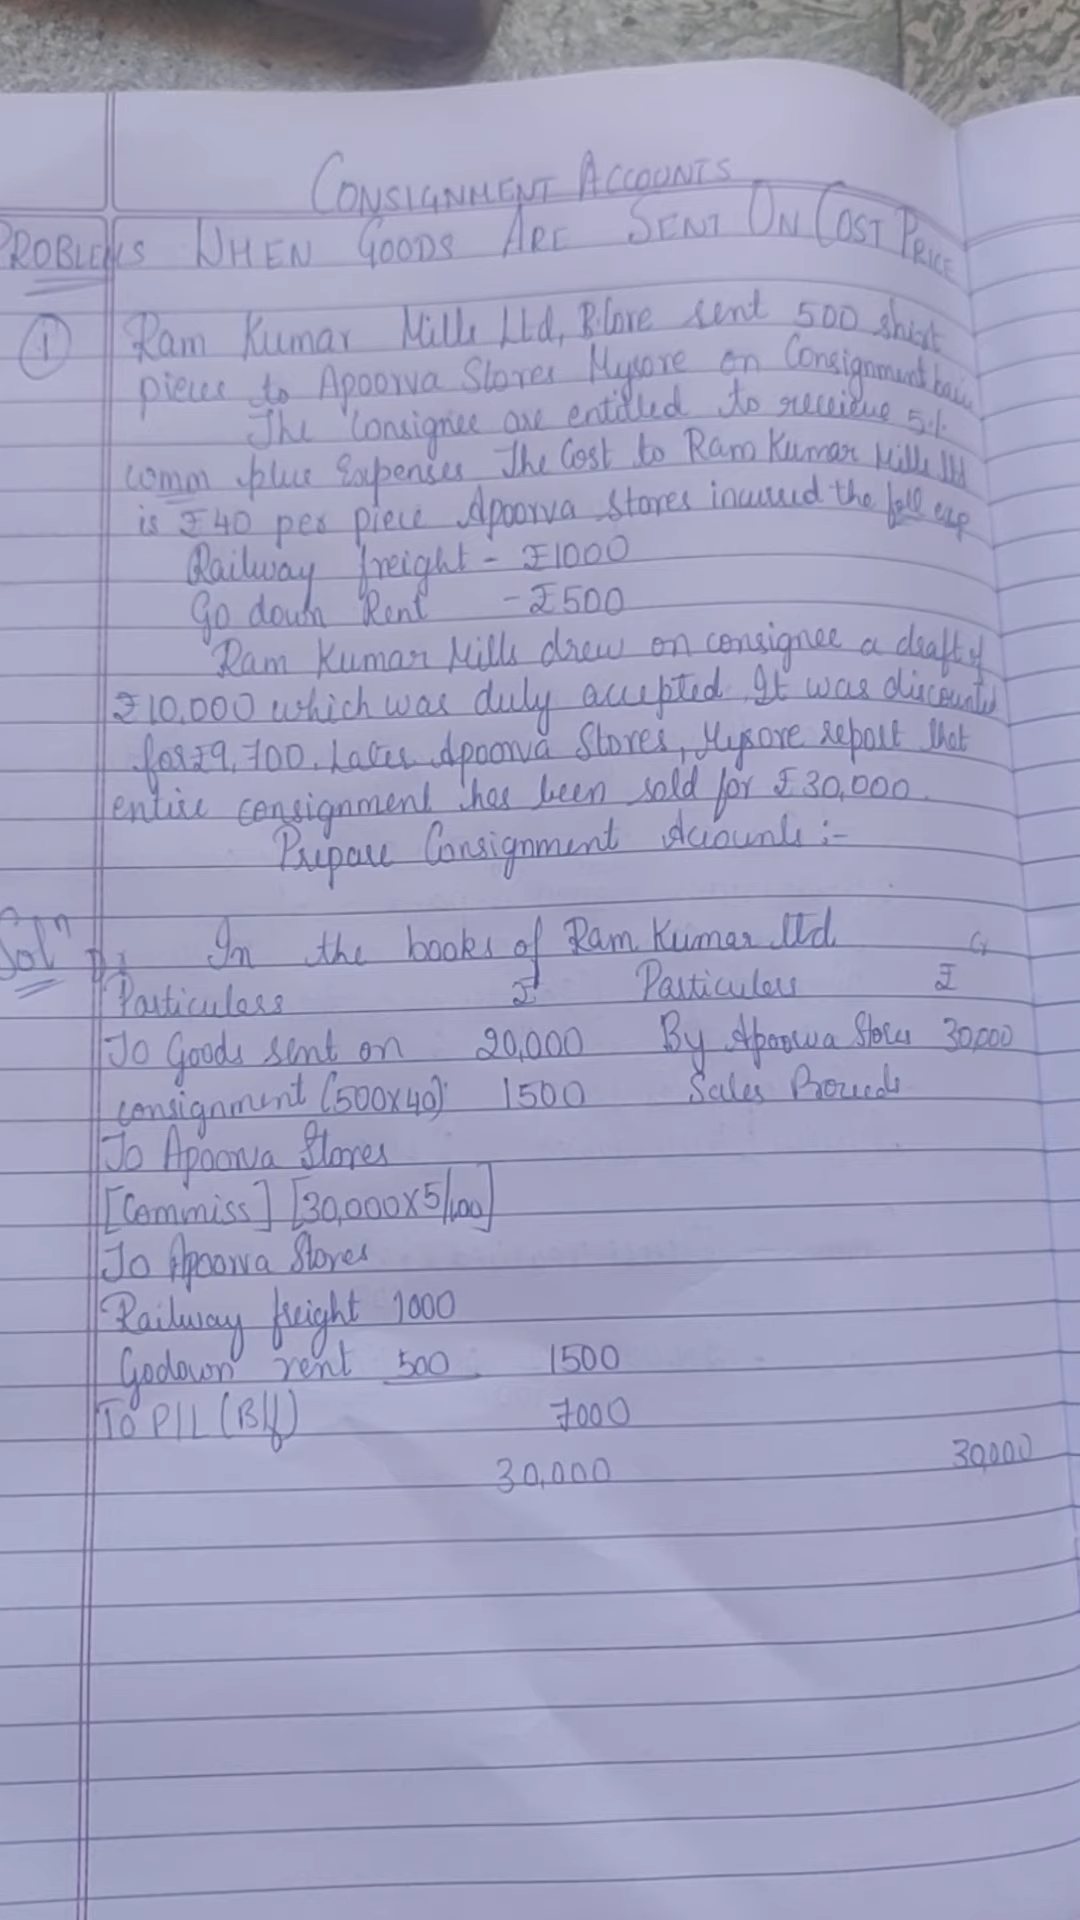 CONSIGNMENT ACCOUNTS
PROBLEMS WHEN GOODS ARE SENT ON COST PRICE
① Ram Kumar Mills Ltd, B'lore sent 500 shirt
pieces to Apoorva Stores Mysore on Consignment basis
The Consignee are entitled to receive 5%
comm plus Expenses The Cost to Ram Kumar Mills ltd
is ₹40 per piece Apoorva Stores incurred the foll exp
Railway freight - ₹1000
Go down Rent - ₹500
Ram Kumar Mills drew on consignee a draft of
₹10,000 which was duly accepted. It was discounted
for ₹9,700. Later Apoorva Stores, Mysore report that
entire consignment has been sold for ₹30,000.
Prepare Consignment Accounts :-
Solⁿ Dr In the books of Ram Kumar ltd Cr
Particulers ₹ Particulers ₹
To Goods sent on 20,000 By Apoorva Stores 30,000
consignment (500x40) 1500 Sales Proceeds
To Apoorva Stores
[Commiss] [30,000x5/100]
To Apoorva Stores
Railway freight 1000
Godown rent 500 1500
To P/L (B/f) 7000
30,000 30,000